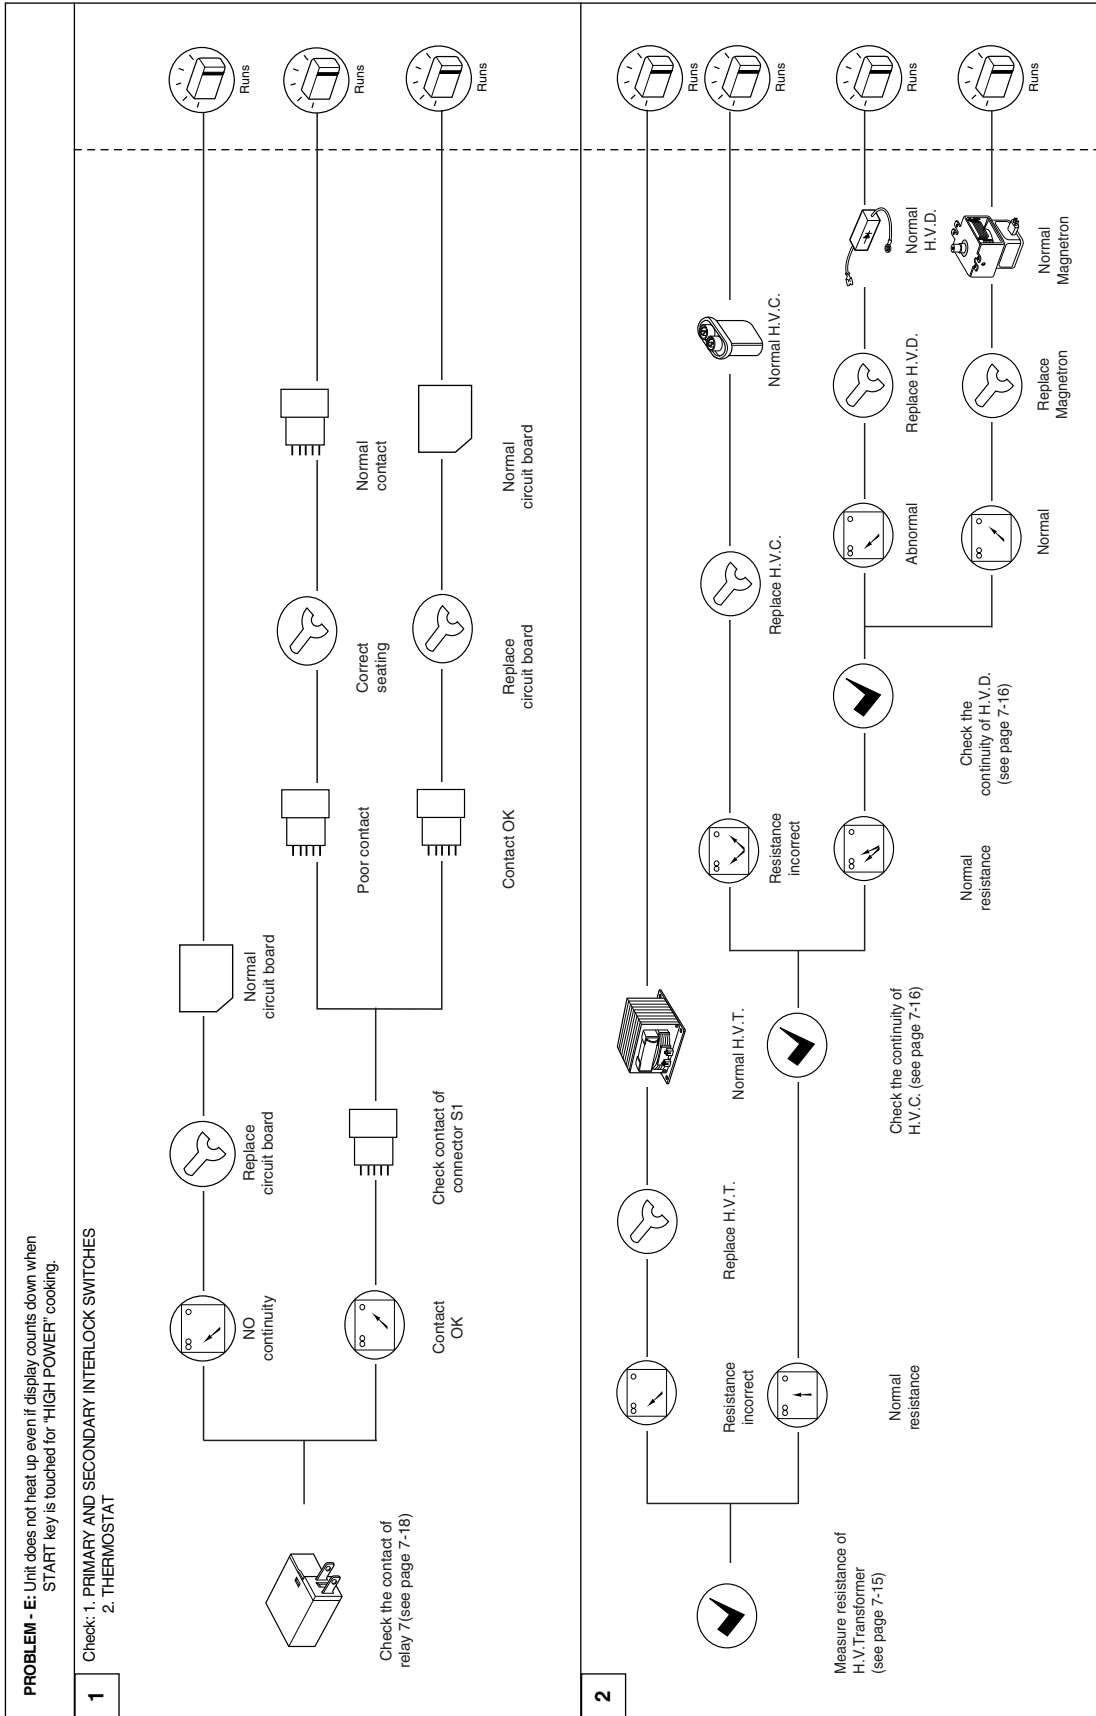 PROBLEM - E: Unit does not heat up even if display counts down when
START key is touched for "HIGH POWER" cooking.
1
Check: 1. PRIMARY AND SECONDARY INTERLOCK SWITCHES
2. THERMOSTAT
Check the contact of
relay 7(see page 7-18)
NO
continuity
Replace
circuit board
Normal
circuit board
Runs
Contact
OK
Check contact of
connector S1
Poor contact
Correct
seating
Normal
contact
Runs
Contact OK
Replace
circuit board
Normal
circuit board
Runs
2
Measure resistance of
H.V.Transformer
(see page 7-15)
Resistance
incorrect
Replace H.V.T.
Normal H.V.T.
Runs
Normal
resistance
Check the continuity of
H.V.C. (see page 7-16)
Resistance
incorrect
Replace H.V.C.
Normal H.V.C.
Runs
Normal
resistance
Check the
continuity of H.V.D.
(see page 7-16)
Abnormal
Replace H.V.D.
Normal
H.V.D.
Runs
Normal
Replace
Magnetron
Normal
Magnetron
Runs